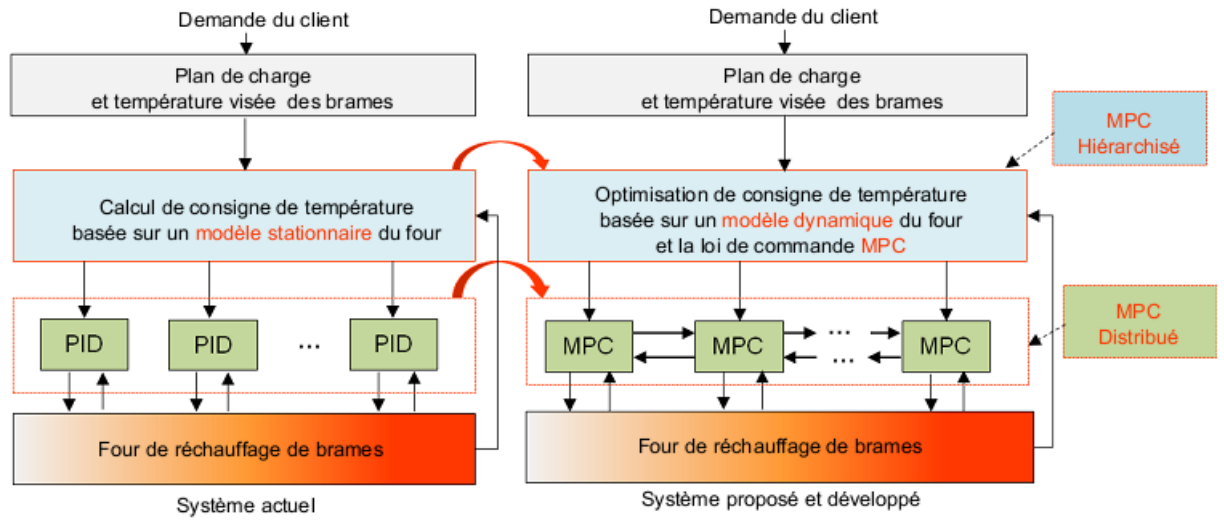 Demande du client
Plan de charge
et température visée des brames
Calcul de consigne de température
basée sur un modèle stationnaire du four
PID
PID
...
PID
Four de réchauffage de brames
Système actuel
Demande du client
Plan de charge
et température visée des brames
Optimisation de consigne de température
basée sur un modèle dynamique du four
et la loi de commande MPC
MPC
MPC
...
...
MPC
Four de réchauffage de brames
Système proposé et développé
MPC
Hiérarchisé
MPC
Distribué